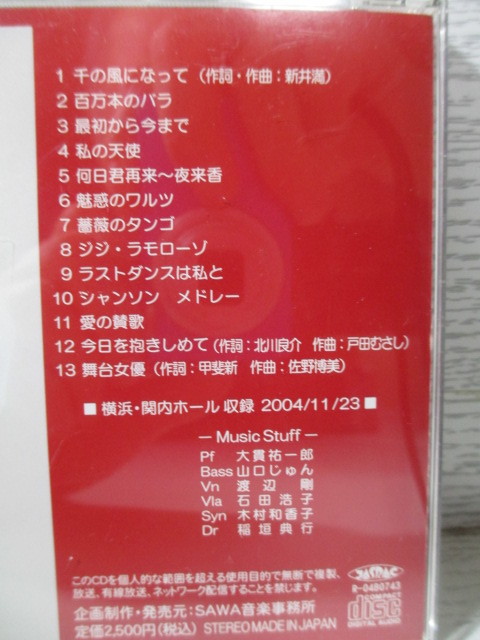 1 千の風になって（作詞・作曲：新井満）
2 百万本のバラ
3 最初から今まで
4 私の天使
5 何日君再来～夜来香
6 魅惑のワルツ
7 薔薇のタンゴ
8 ジジ・ラモローゾ
9 ラストダンスは私と
10 シャンソン　メドレー
11 愛の賛歌
12 今日を抱きしめて（作詞：北川良介　作曲：戸田むさし）
13 舞台女優（作詞：甲斐新　作曲：佐野博美）
■ 横浜・関内ホール 収録 2004/11/23 ■
— Music Stuff —
Pf 大貫祐一郎
Bass 山口じゅん
Vn 渡辺 剛
Vla 石田浩子
Syn 木村和香子
Dr 稲垣典行
このCDを個人的な範囲を超える使用目的で無断で複製、
放送、有線放送、ネットワーク配信することを禁じます。
企画制作・発売元：SAWA音楽事務所
定価2,500円（税込） STEREO MADE IN JAPAN
JASRAC
R-0480743
COMPACT
disc
DIGITAL AUDIO